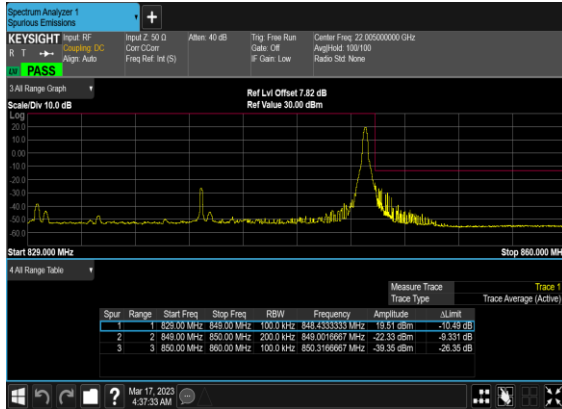 Spectrum Analyzer 1
Spurious Emissions
+
KEYSIGHT Input: RF Input Z: 50 Ω Atten: 40 dB Trig: Free Run Center Freq: 22.005000000 GHz
R T Coupling: DC Corr CCorr Gate: Off Avg|Hold: 100/100
Align: Auto Freq Ref: Int (S) IF Gain: Low Radio Std: None
PASS
3 All Range Graph
Ref Lvl Offset 7.82 dB
Scale/Div 10.0 dB Ref Value 30.00 dBm
Log
20.0
10.0
0.00
-10.0
-20.0
-30.0
-40.0
-50.0
-60.0
Start 829.000 MHz Stop 860.000 MHz
4 All Range Table
Measure Trace Trace 1
Trace Type Trace Average (Active)
Spur Range Start Freq Stop Freq RBW Frequency Amplitude ΔLimit
1 1 829.00 MHz 849.00 MHz 100.0 kHz 848.4333333 MHz 19.51 dBm -10.49 dB
2 2 849.00 MHz 850.00 MHz 200.0 kHz 849.0016667 MHz -22.33 dBm -9.331 dB
3 3 850.00 MHz 860.00 MHz 100.0 kHz 850.3166667 MHz -39.35 dBm -26.35 dB
? Mar 17, 2023
4:37:33 AM